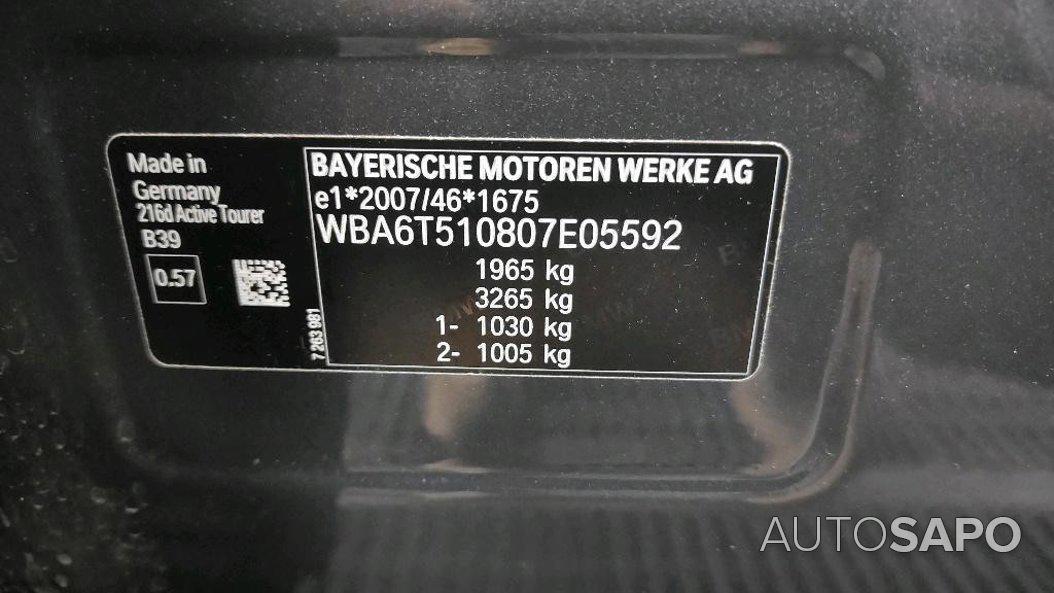 Made in
Germany
216d Active Tourer
B39
0.57
7 263 981
BAYERISCHE MOTOREN WERKE AG
e1*2007/46*1675
WBA6T510807E05592
1965 kg
3265 kg
1- 1030 kg
2- 1005 kg
AUTOSAPO